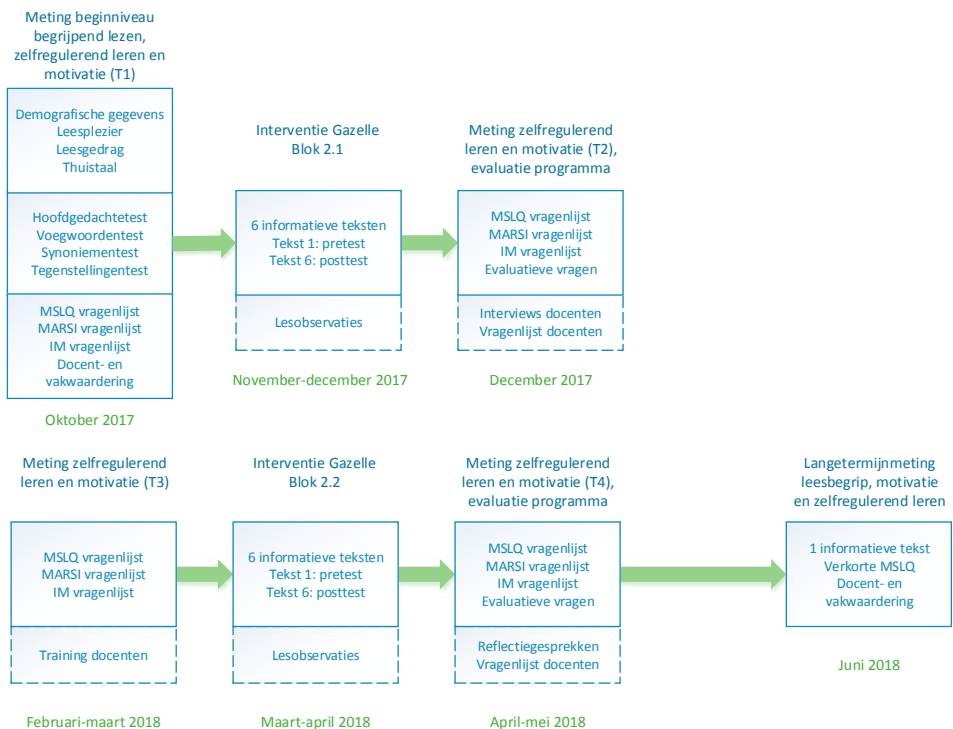 Meting beginniveau
begrijpend lezen,
zelfregulerend leren en
motivatie (T1)
Demografische gegevens
Leesplezier
Leesgedrag
Thuistaal
Hoofdgedachtetest
Voegwoordentest
Synoniementest
Tegenstellingentest
MSLQ vragenlijst
MARSI vragenlijst
IM vragenlijst
Docent- en
vakwaardering
Oktober 2017
Interventie Gazelle
Blok 2.1
6 informatieve teksten
Tekst 1: pretest
Tekst 6: posttest
Lesobservaties
November-december 2017
Meting zelfregulerend
leren en motivatie (T2),
evaluatie programma
MSLQ vragenlijst
MARSI vragenlijst
IM vragenlijst
Evaluatieve vragen
Interviews docenten
Vragenlijst docenten
December 2017
Meting zelfregulerend
leren en motivatie (T3)
MSLQ vragenlijst
MARSI vragenlijst
IM vragenlijst
Training docenten
Februari-maart 2018
Interventie Gazelle
Blok 2.2
6 informatieve teksten
Tekst 1: pretest
Tekst 6: posttest
Lesobservaties
Maart-april 2018
Meting zelfregulerend
leren en motivatie (T4),
evaluatie programma
MSLQ vragenlijst
MARSI vragenlijst
IM vragenlijst
Evaluatieve vragen
Reflectiegesprekken
Vragenlijst docenten
April-mei 2018
Langetermijnmeting
leesbegrip, motivatie
en zelfregulerend leren
1 informatieve tekst
Verkorte MSLQ
Docent- en
vakwaardering
Juni 2018